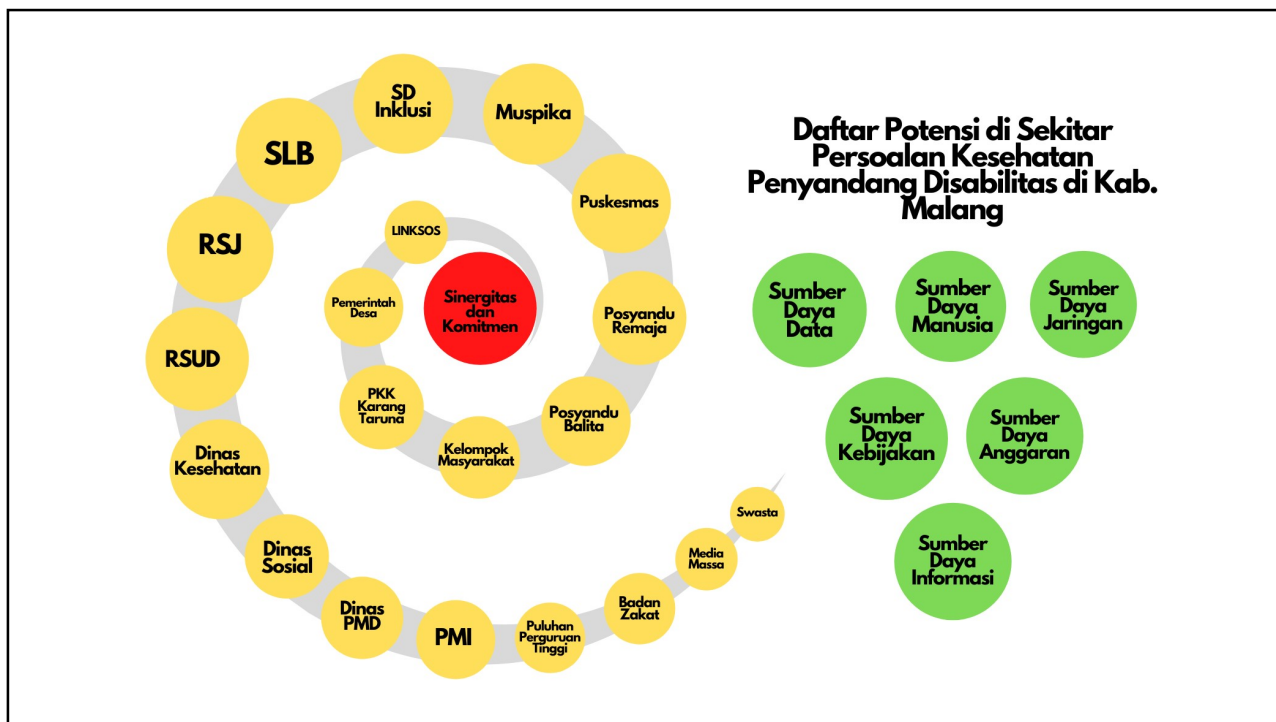 Daftar Potensi di Sekitar
Persoalan Kesehatan
Penyandang Disabilitas di Kab.
Malang
SD
Inklusi
Muspika
SLB
Puskesmas
RSJ
LINKSOS
Pemerintah
Desa
Sinergitas
dan
Komitmen
Posyandu
Remaja
RSUD
PKK
Karang
Taruna
Kelompok
Masyarakat
Posyandu
Balita
Dinas
Kesehatan
Dinas
Sosial
Dinas
PMD
PMI
Puluhan
Perguruan
Tinggi
Badan
Zakat
Media
Massa
Swasta
Sumber
Daya
Data
Sumber
Daya
Manusia
Sumber
Daya
Jaringan
Sumber
Daya
Kebijakan
Sumber
Daya
Anggaran
Sumber
Daya
Informasi